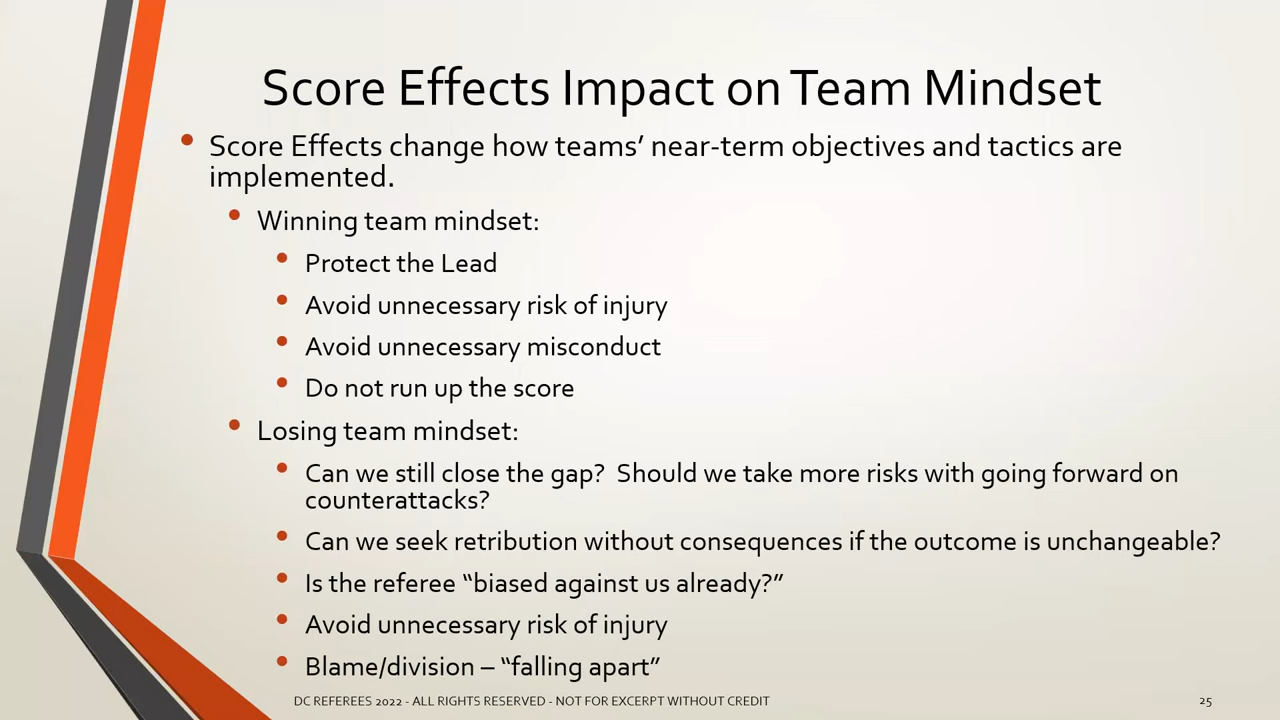 Score Effects Impact on Team Mindset
• Score Effects change how teams’ near-term objectives and tactics are
implemented.
• Winning team mindset:
• Protect the Lead
• Avoid unnecessary risk of injury
• Avoid unnecessary misconduct
• Do not run up the score
• Losing team mindset:
• Can we still close the gap?  Should we take more risks with going forward on
counterattacks?
• Can we seek retribution without consequences if the outcome is unchangeable?
• Is the referee “biased against us already?”
• Avoid unnecessary risk of injury
• Blame/division – “falling apart”
DC REFEREES 2022 - ALL RIGHTS RESERVED - NOT FOR EXCERPT WITHOUT CREDIT
25